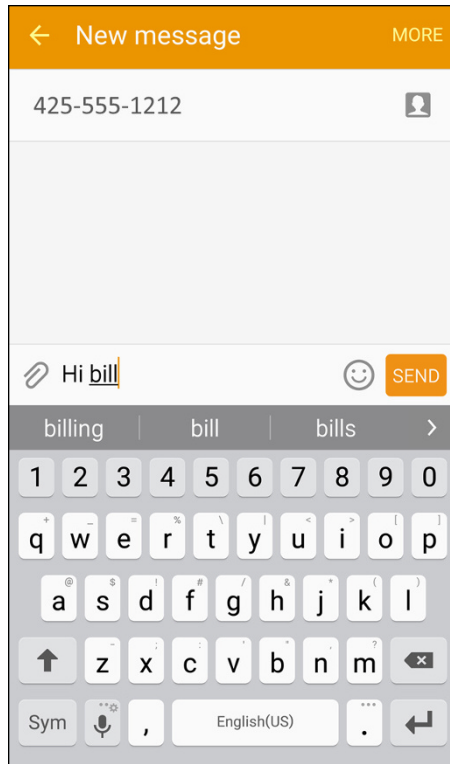 New message MORE
425-555-1212
Hi bill SEND
billing bill bills
1 2 3 4 5 6 7 8 9 0
+ _ = % \ | < > [ ]
q w e r t y u i o p
@ $ ! # / & * ( )
a s d f g h j k l
z x c v b n m ?
Sym , English(US) .